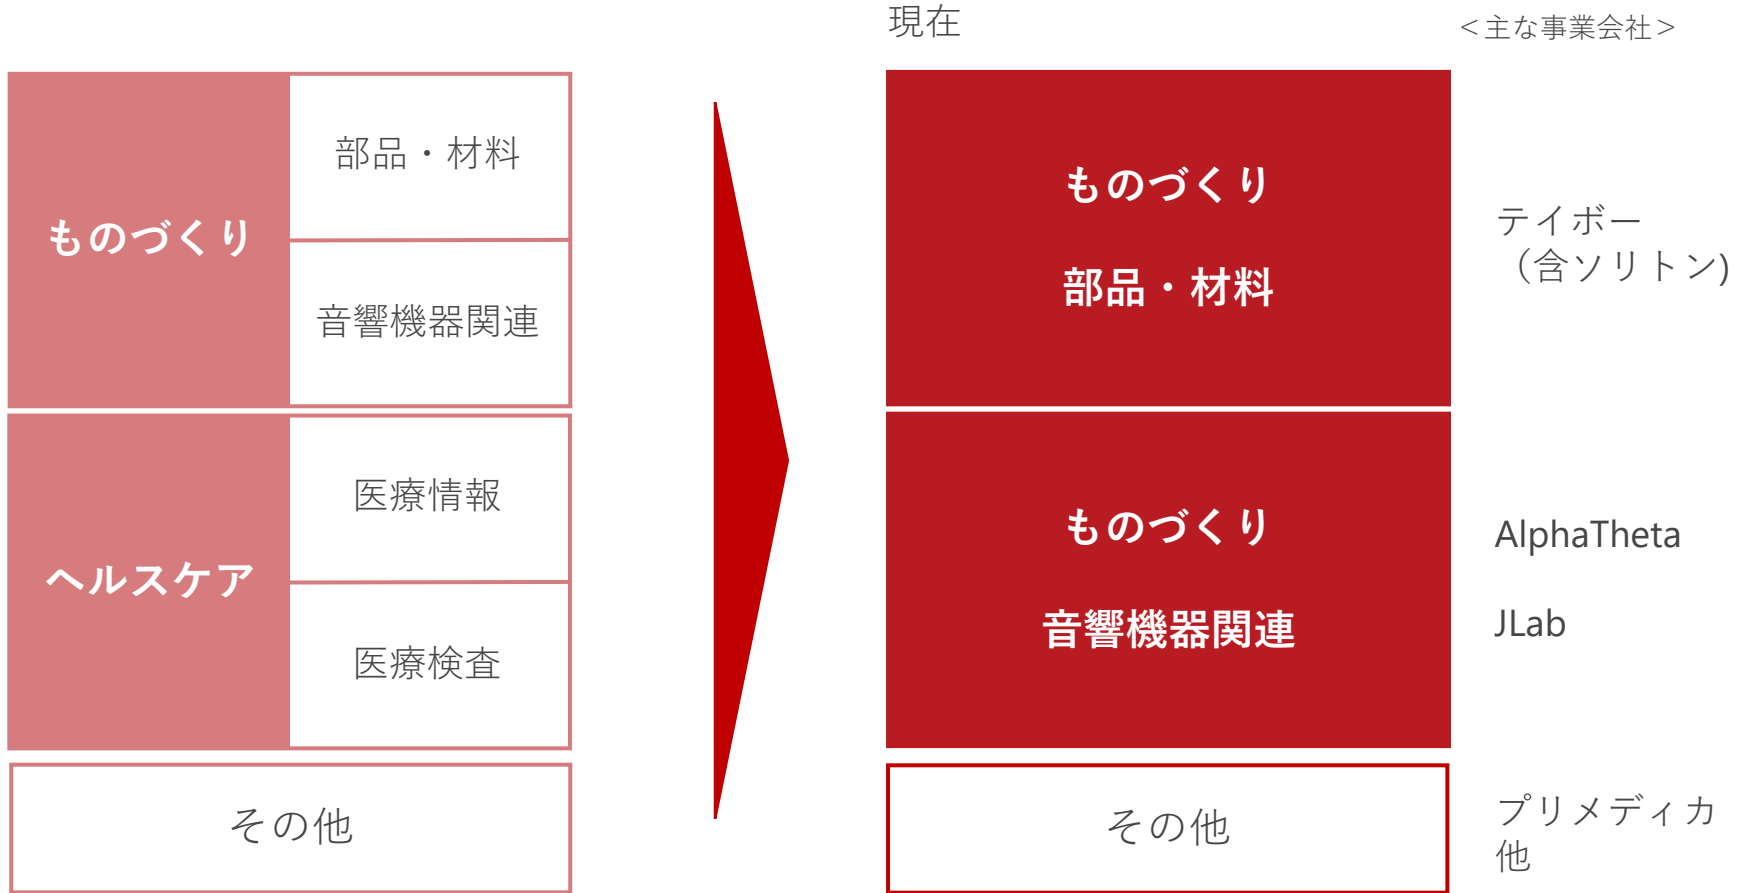 現在
＜主な事業会社＞
ものづくり
部品・材料
音響機器関連
ヘルスケア
医療情報
医療検査
その他
ものづくり
部品・材料
テイボー
（含ソリトン)
ものづくり
音響機器関連
AlphaTheta
JLab
その他
プリメディカ
他